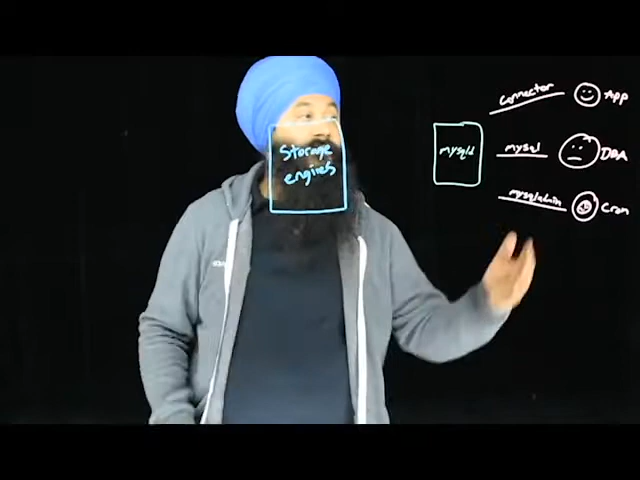 connector
App
Storage
engines
mysqld
mysql
DBA
mysqladmin
Cron